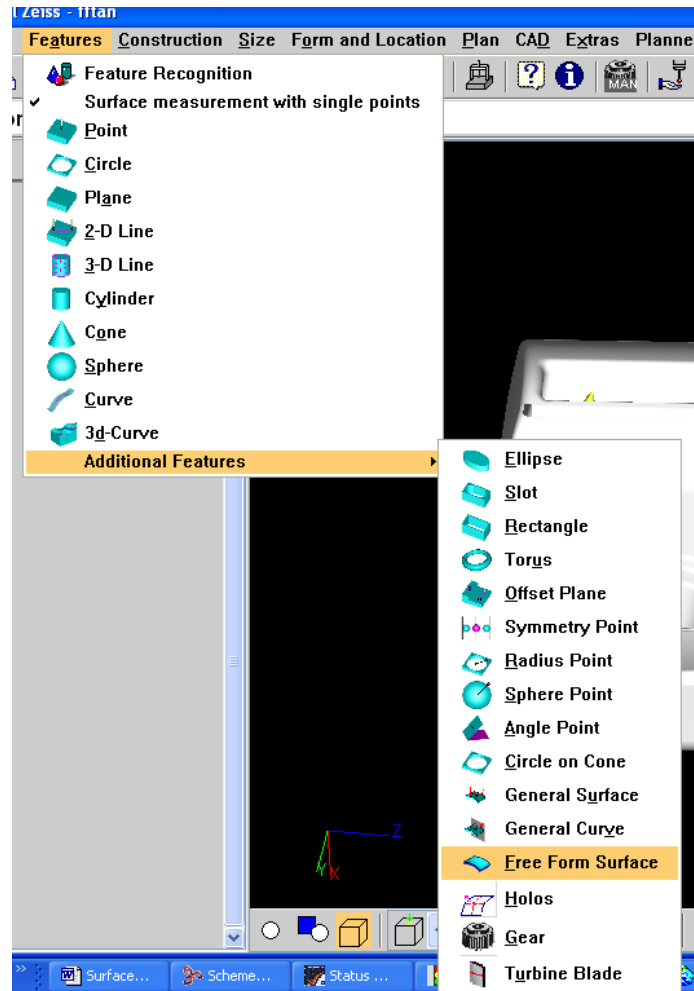 Zeiss - fftan
Features Construction Size Form and Location Plan CAD Extras Planne
Feature Recognition
Surface measurement with single points
MAN
Point
Circle
Plane
2-D Line
3-D Line
Cylinder
Cone
Sphere
Curve
3d-Curve
Additional Features
Ellipse
Slot
Rectangle
Torus
Offset Plane
Symmetry Point
Radius Point
Sphere Point
Angle Point
Circle on Cone
General Surface
General Curve
Z
Y X
Free Form Surface
Holos
Gear
Turbine Blade
Surface... Scheme... Status ...